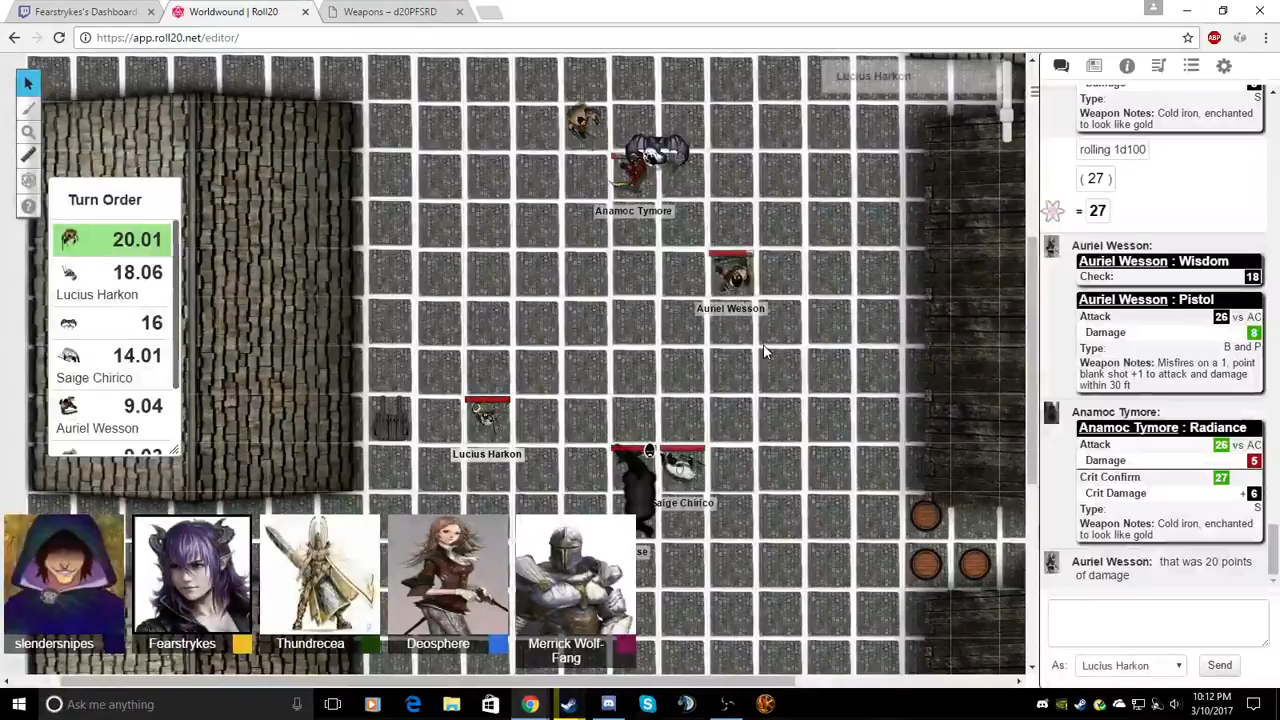 Fearstrykes's Dashboard
Worldwound | Roll20
Weapons – d20PFSRD
https://app.roll20.net/editor/
Lucius Harkon
Turn Order
20.01
18.06
Lucius Harkon
16
14.01
Saige Chirico
9.04
Auriel Wesson
Anamoc Tymore
Auriel Wesson
Lucius Harkon
Saige Chirico
slendersnipes
Fearstrykes
Thundrecea
Deosphere
Merrick Wolf-
Fang
Type: S
Weapon Notes: Cold iron, enchanted
to look like gold
rolling 1d100
( 27 )
= 27
Auriel Wesson:
Auriel Wesson : Wisdom
Check: 18
Auriel Wesson : Pistol
Attack 26 vs AC
Damage 8
Type: B and P
Weapon Notes: Misfires on a 1, point
blank shot +1 to attack and damage
within 30 ft
Anamoc Tymore:
Anamoc Tymore : Radiance
Attack 26 vs AC
Damage 5
Crit Confirm 27
Crit Damage + 6
Type: S
Weapon Notes: Cold iron, enchanted
to look like gold
Auriel Wesson: that was 20 points
of damage
As: Lucius Harkon
Send
Ask me anything
10:12 PM
3/10/2017